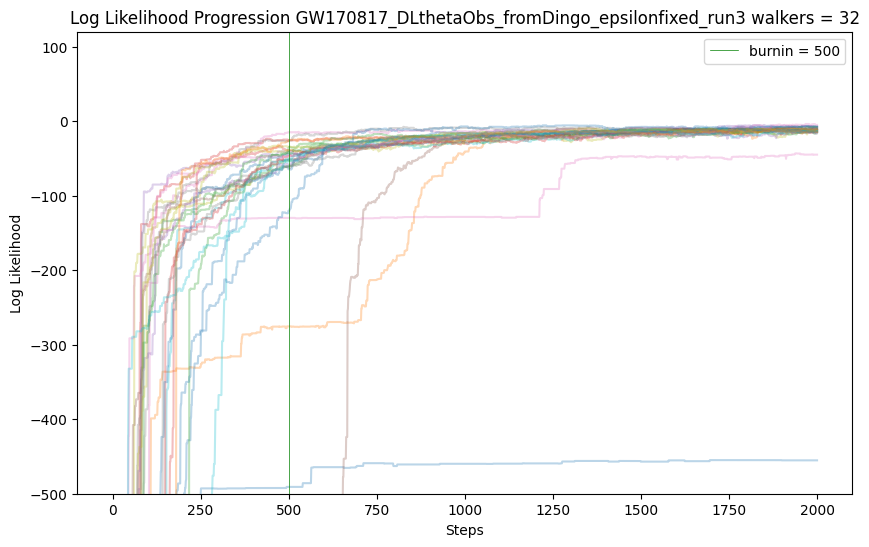 Log Likelihood Progression GW170817_DLthetaObs_fromDingo_epsilonfixed_run3 walkers = 32
burnin = 500
100
0
−100
−200
−300
−400
−500
Log Likelihood
0 250 500 750 1000 1250 1500 1750 2000
Steps